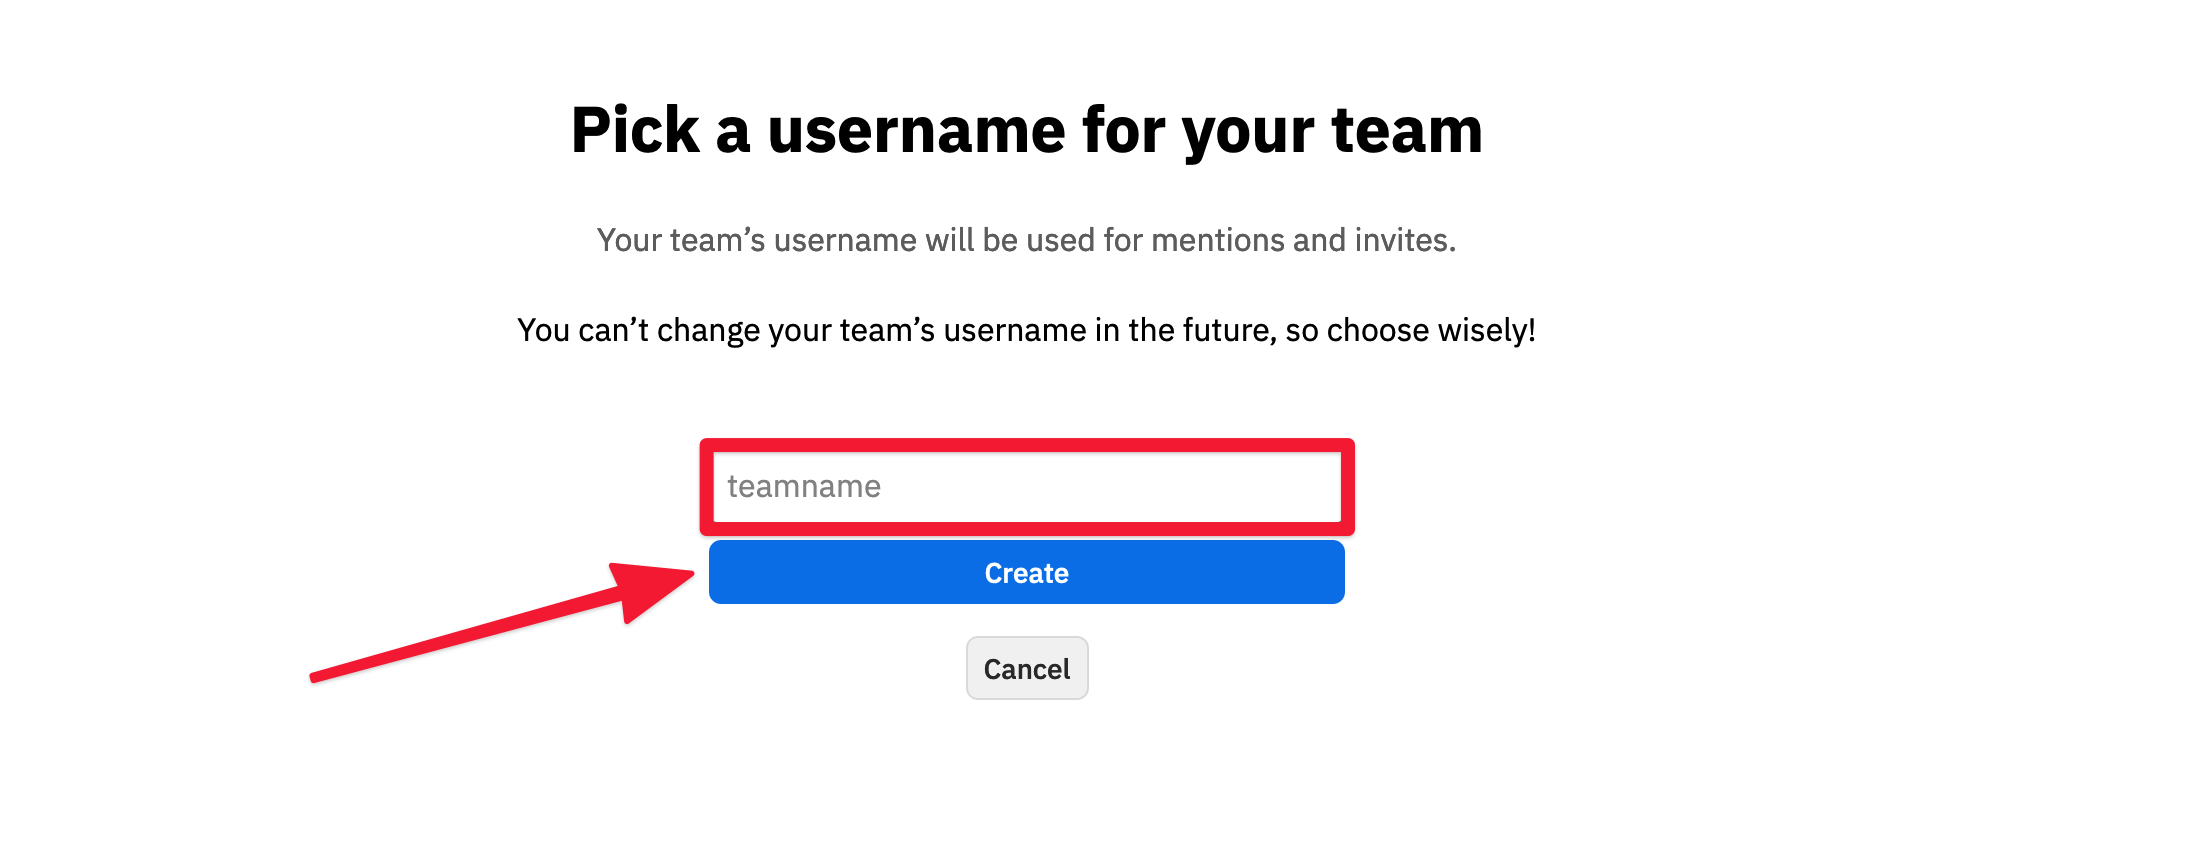 Pick a username for your team
Your team’s username will be used for mentions and invites.
You can’t change your team’s username in the future, so choose wisely!
teamname
Create
Cancel